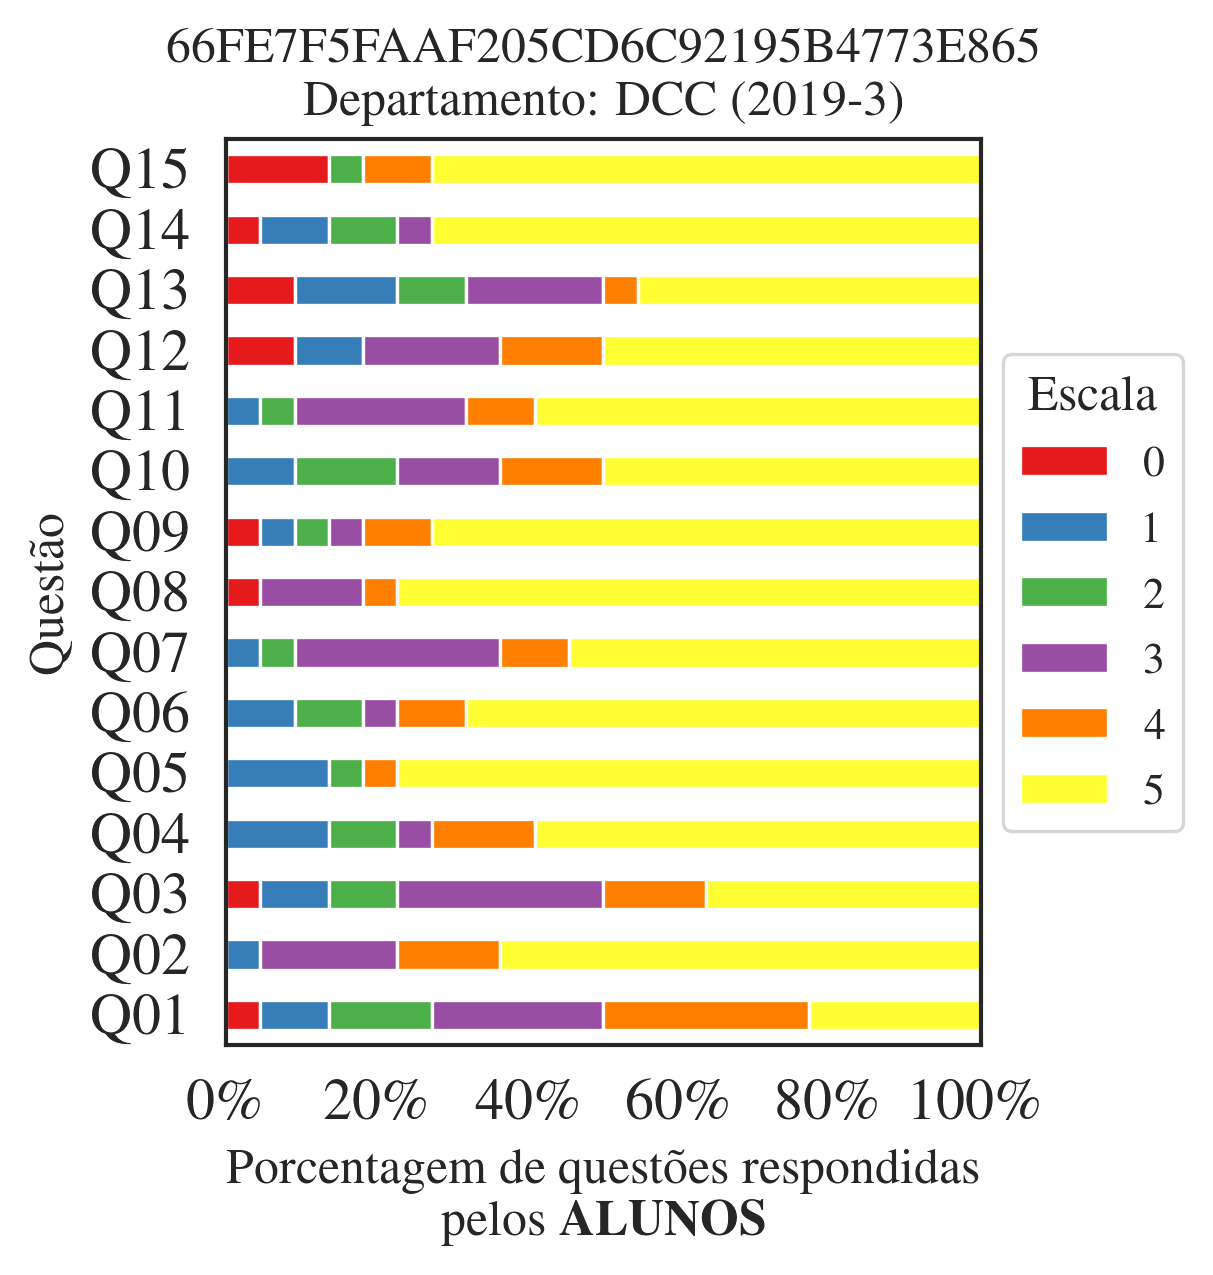 66FE7F5FAAF205CD6C92195B4773E865
Departamento: DCC (2019-3)
Q15
Q14
Q13
Q12
Q11
Q10
Q09
Q08
Q07
Q06
Q05
Q04
Q03
Q02
Q01
Questão
0% 20% 40% 60% 80% 100%
Porcentagem de questões respondidas
pelos ALUNOS
Escala
0
1
2
3
4
5